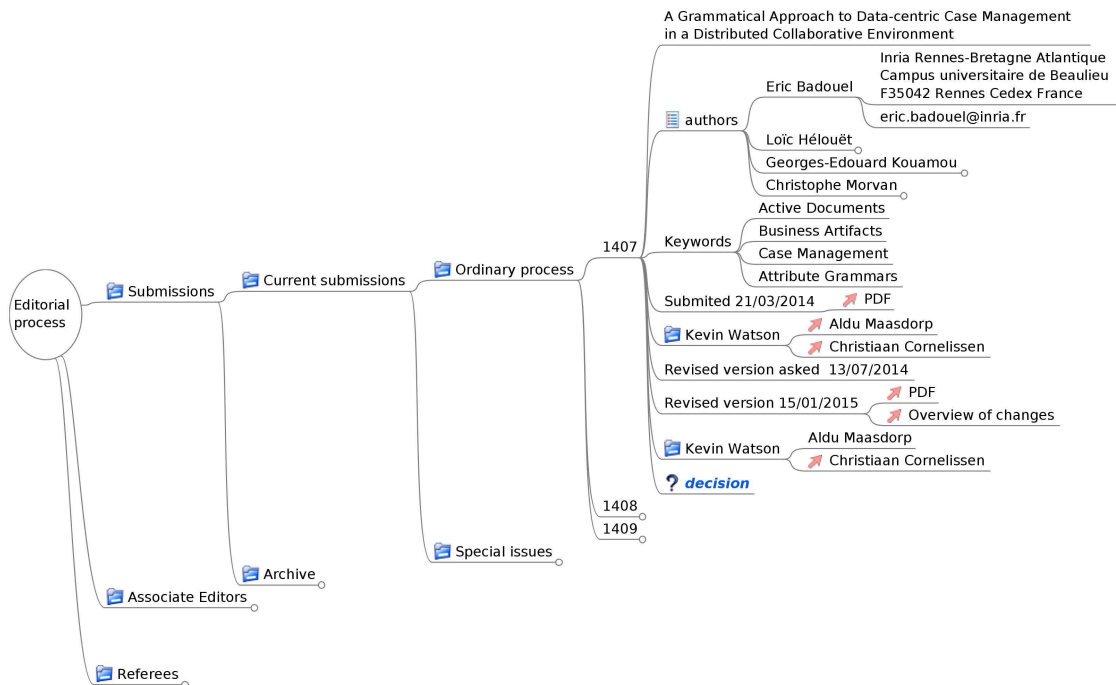 A Grammatical Approach to Data-centric Case Management
in a Distributed Collaborative Environment
Inria Rennes-Bretagne Atlantique
Campus universitaire de Beaulieu
F35042 Rennes Cedex France
Eric Badouel
eric.badouel@inria.fr
authors
Loïc Hélouët
Georges-Edouard Kouamou
Christophe Morvan
Active Documents
Business Artifacts
Keywords
Case Management
Attribute Grammars
1407
Ordinary process
Current submissions
Submissions
Editorial
process
Submited 21/03/2014
PDF
Kevin Watson
Aldu Maasdorp
Christiaan Cornelissen
Revised version asked  13/07/2014
Revised version 15/01/2015
PDF
Overview of changes
Kevin Watson
Aldu Maasdorp
Christiaan Cornelissen
decision
1408
1409
Special issues
Archive
Associate Editors
Referees